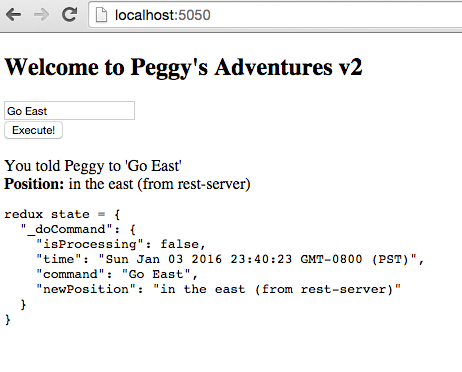 localhost:5050
Welcome to Peggy's Adventures v2
Go East
Execute!
You told Peggy to 'Go East'
Position: in the east (from rest-server)
redux state = {
  "_doCommand": {
    "isProcessing": false,
    "time": "Sun Jan 03 2016 23:40:23 GMT-0800 (PST)",
    "command": "Go East",
    "newPosition": "in the east (from rest-server)"
  }
}